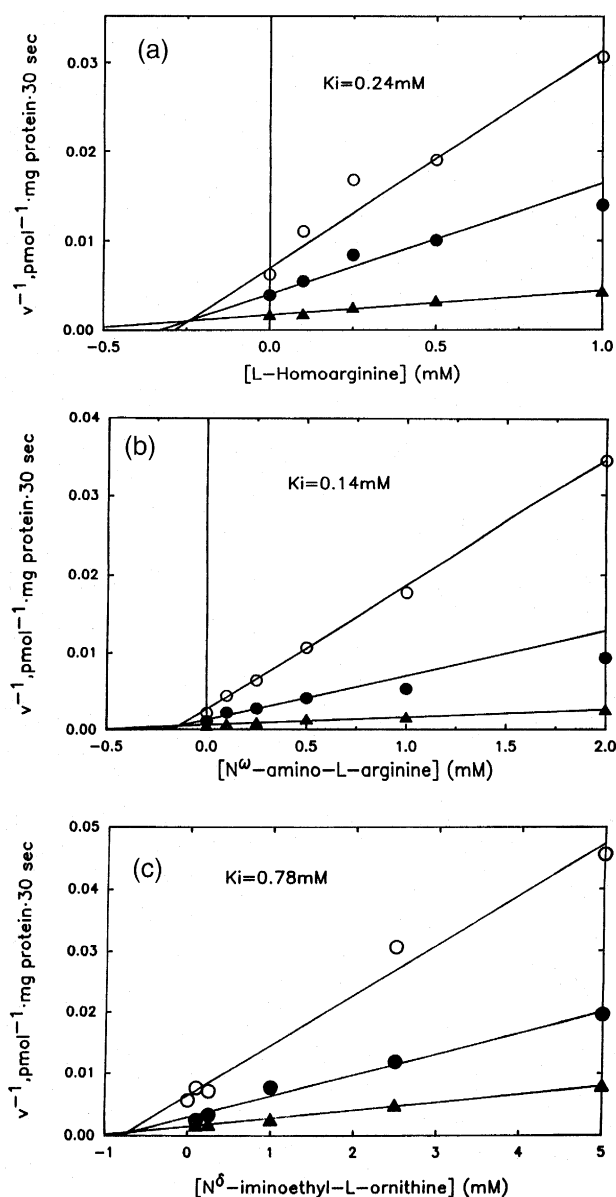 (a)
Ki=0.24mM
v⁻¹,pmol⁻¹·mg protein·30 sec
0.03
0.02
0.01
0.00
−0.5
0.0
0.5
1.0
[L−Homoarginine] (mM)
(b)
Ki=0.14mM
v⁻¹,pmol⁻¹·mg protein·30 sec
0.04
0.03
0.02
0.01
0.00
−0.5
0.0
0.5
1.0
1.5
2.0
[Nω−amino−L−arginine] (mM)
(c)
Ki=0.78mM
v⁻¹,pmol⁻¹·mg protein·30 sec
0.05
0.04
0.03
0.02
0.01
0.00
−1
0
1
2
3
4
5
[Nδ−iminoethyl−L−ornithine] (mM)